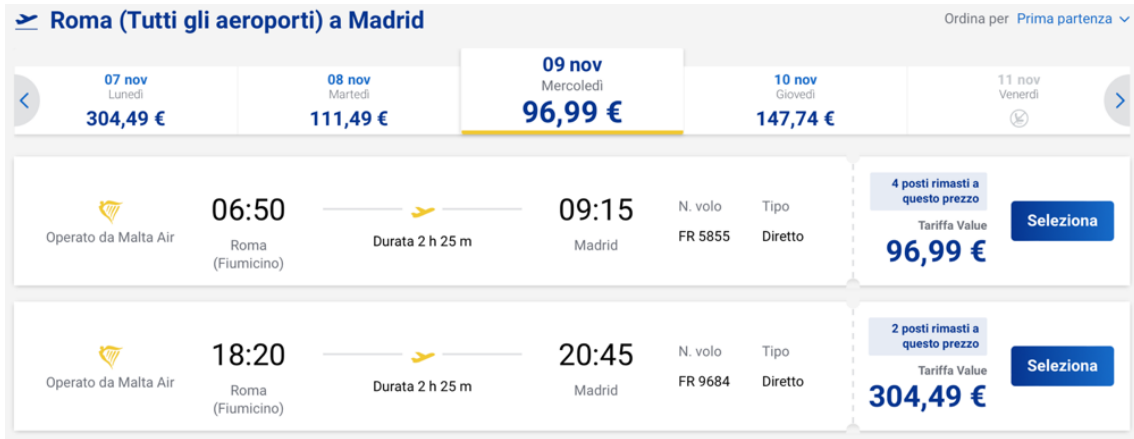 Roma (Tutti gli aeroporti) a Madrid
Ordina per Prima partenza
07 nov
Lunedì
304,49 €
08 nov
Martedì
111,49 €
09 nov
Mercoledì
96,99 €
10 nov
Giovedì
147,74 €
11 nov
Venerdì
Operato da Malta Air
06:50
Roma
(Fiumicino)
Durata 2 h 25 m
09:15
Madrid
N. volo
FR 5855
Tipo
Diretto
4 posti rimasti a
questo prezzo
Tariffa Value
96,99 €
Seleziona
Operato da Malta Air
18:20
Roma
(Fiumicino)
Durata 2 h 25 m
20:45
Madrid
N. volo
FR 9684
Tipo
Diretto
2 posti rimasti a
questo prezzo
Tariffa Value
304,49 €
Seleziona